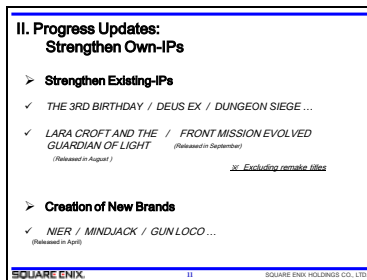 II. Progress Updates:
Strengthen Own-IPs
➢ Strengthen Existing-IPs
✓ THE 3RD BIRTHDAY / DEUS EX / DUNGEON SIEGE ...
✓ LARA CROFT AND THE / FRONT MISSION EVOLVED
GUARDIAN OF LIGHT (Released in September)
(Released in August )
※ Excluding remake titles
➢ Creation of New Brands
✓ NIER / MINDJACK / GUN LOCO ...
(Released in April)
SQUARE ENIX. 11 SQUARE ENIX HOLDINGS CO., LTD